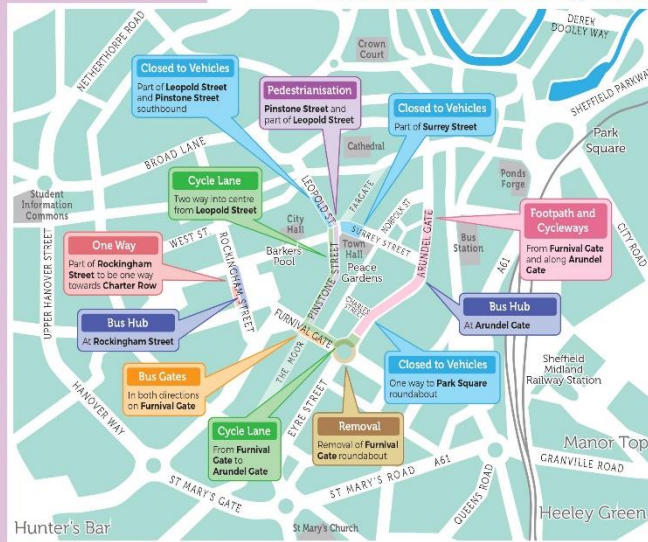 NETHERTHORPE ROAD
DEREK
DOOLEY WAY
SHEFFIELD PARKWAY
Crown
Court
Closed to Vehicles
Part of Leopold Street
and Pinstone Street
southbound
Pedestrianisation
Pinstone Street and
part of Leopold Street
Closed to Vehicles
Part of Surrey Street
Park
Square
BROAD LANE
Cathedral
Ponds
Forge
Cycle Lane
Two way into centre
from Leopold Street
LEOPOLD ST
FARGATE
NORFOLK ST
SURREY STREET
Student
Information
Commons
City
Hall
Town
Hall
Footpath and
Cycleways
From Furnival Gate
and along Arundel
Gate
CITY ROAD
WEST ST
Barkers
Pool
Peace
Gardens
ARUNDEL GATE
Bus
Station
A61
One Way
Part of Rockingham
Street to be one way
towards Charter Row
ROCKINGHAM STREET
UPPER HANOVER STREET
PINSTONE STREET
CHARLES
STREET
Bus Hub
At Rockingham Street
Bus Hub
At Arundel Gate
FURNIVAL GATE
THE MOOR
Bus Gates
In both directions
on Furnival Gate
Closed to Vehicles
One way to Park Square
roundabout
Sheffield
Midland
Railway Station
HANOVER WAY
EYRE STREET
Cycle Lane
From Furnival
Gate to
Arundel Gate
Removal
Removal of Furnival
Gate roundabout
Manor Top
GRANVILLE ROAD
ST MARY'S GATE
ST MARY'S ROAD
A61
QUEENS ROAD
Heeley Green
Hunter's Bar
St Mary's Church